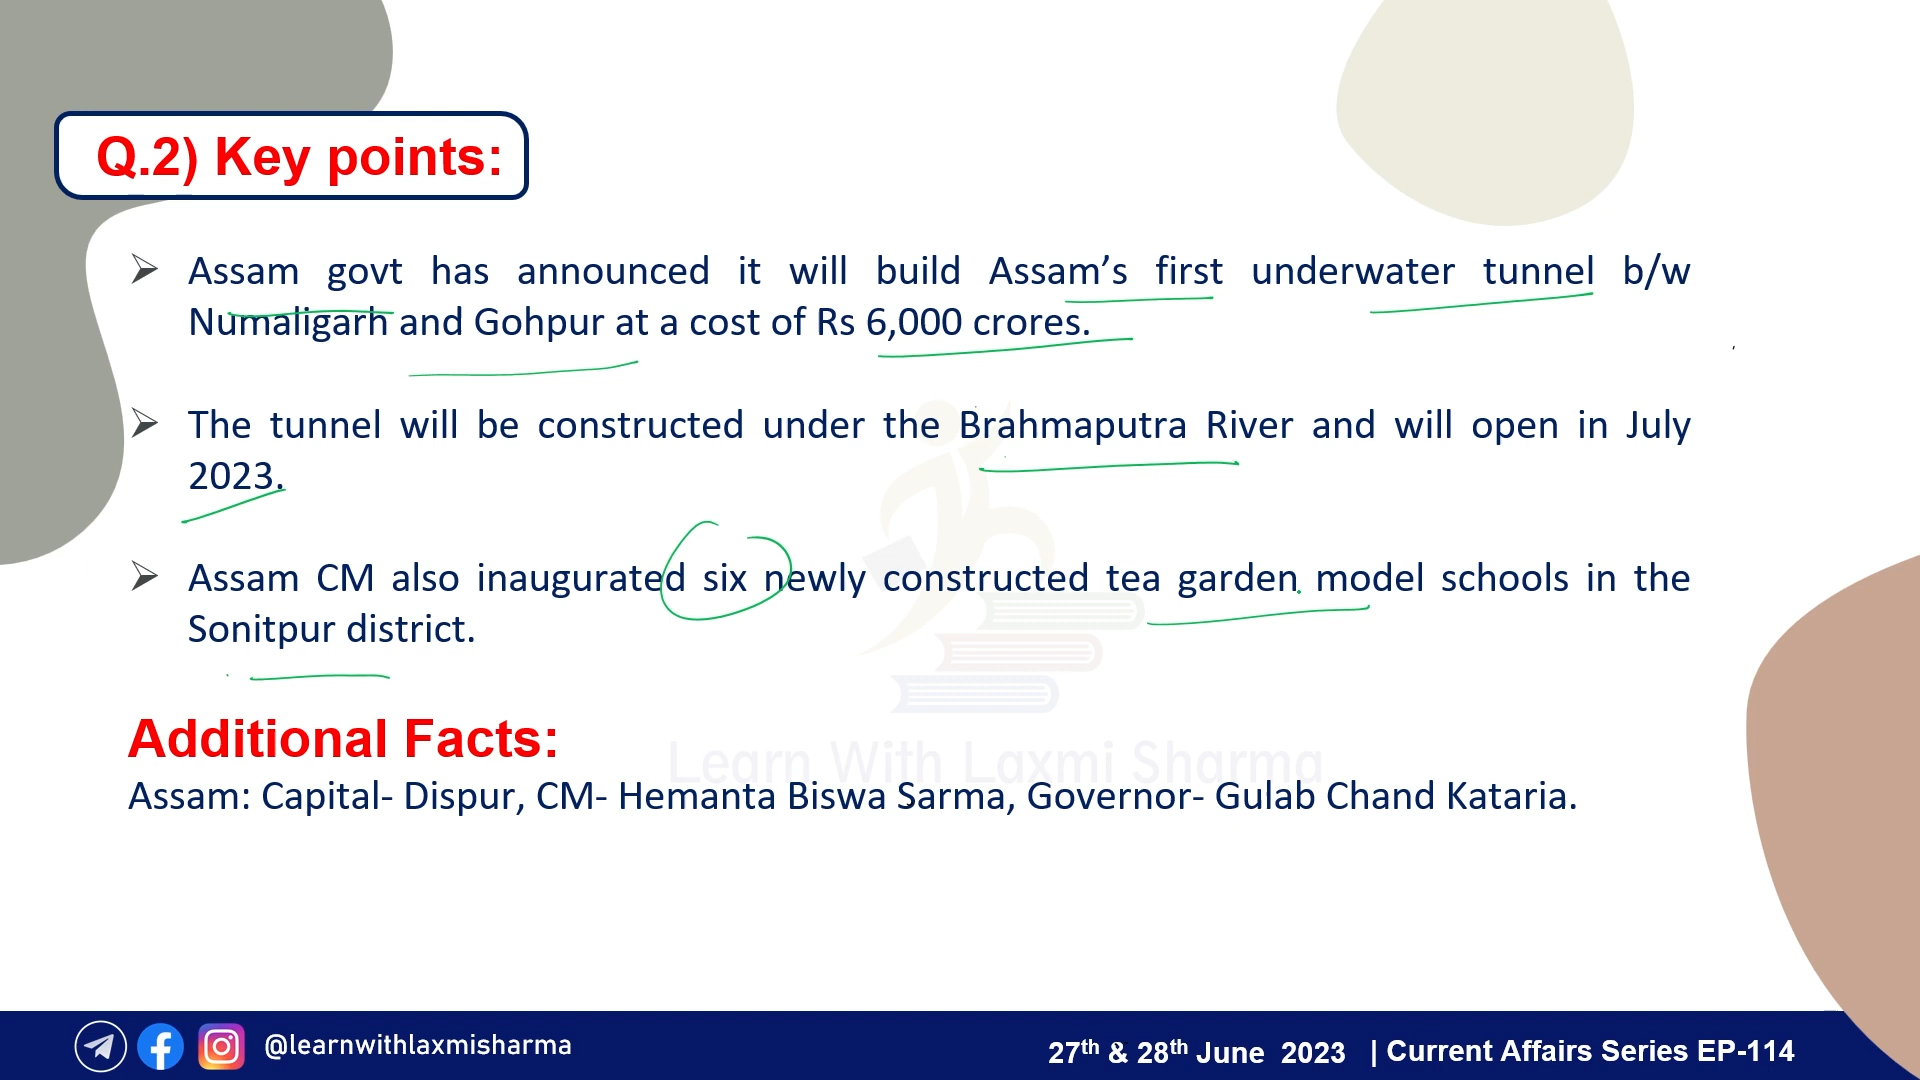 Q.2) Key points:
Assam govt has announced it will build Assam’s first underwater tunnel b/w
Numaligarh and Gohpur at a cost of Rs 6,000 crores.
The tunnel will be constructed under the Brahmaputra River and will open in July
2023.
Assam CM also inaugurated six newly constructed tea garden model schools in the
Sonitpur district.
Additional Facts:
Learn With Laxmi Sharma
Assam: Capital- Dispur, CM- Hemanta Biswa Sarma, Governor- Gulab Chand Kataria.
@learnwithlaxmisharma
27th & 28th June 2023 | Current Affairs Series EP-114